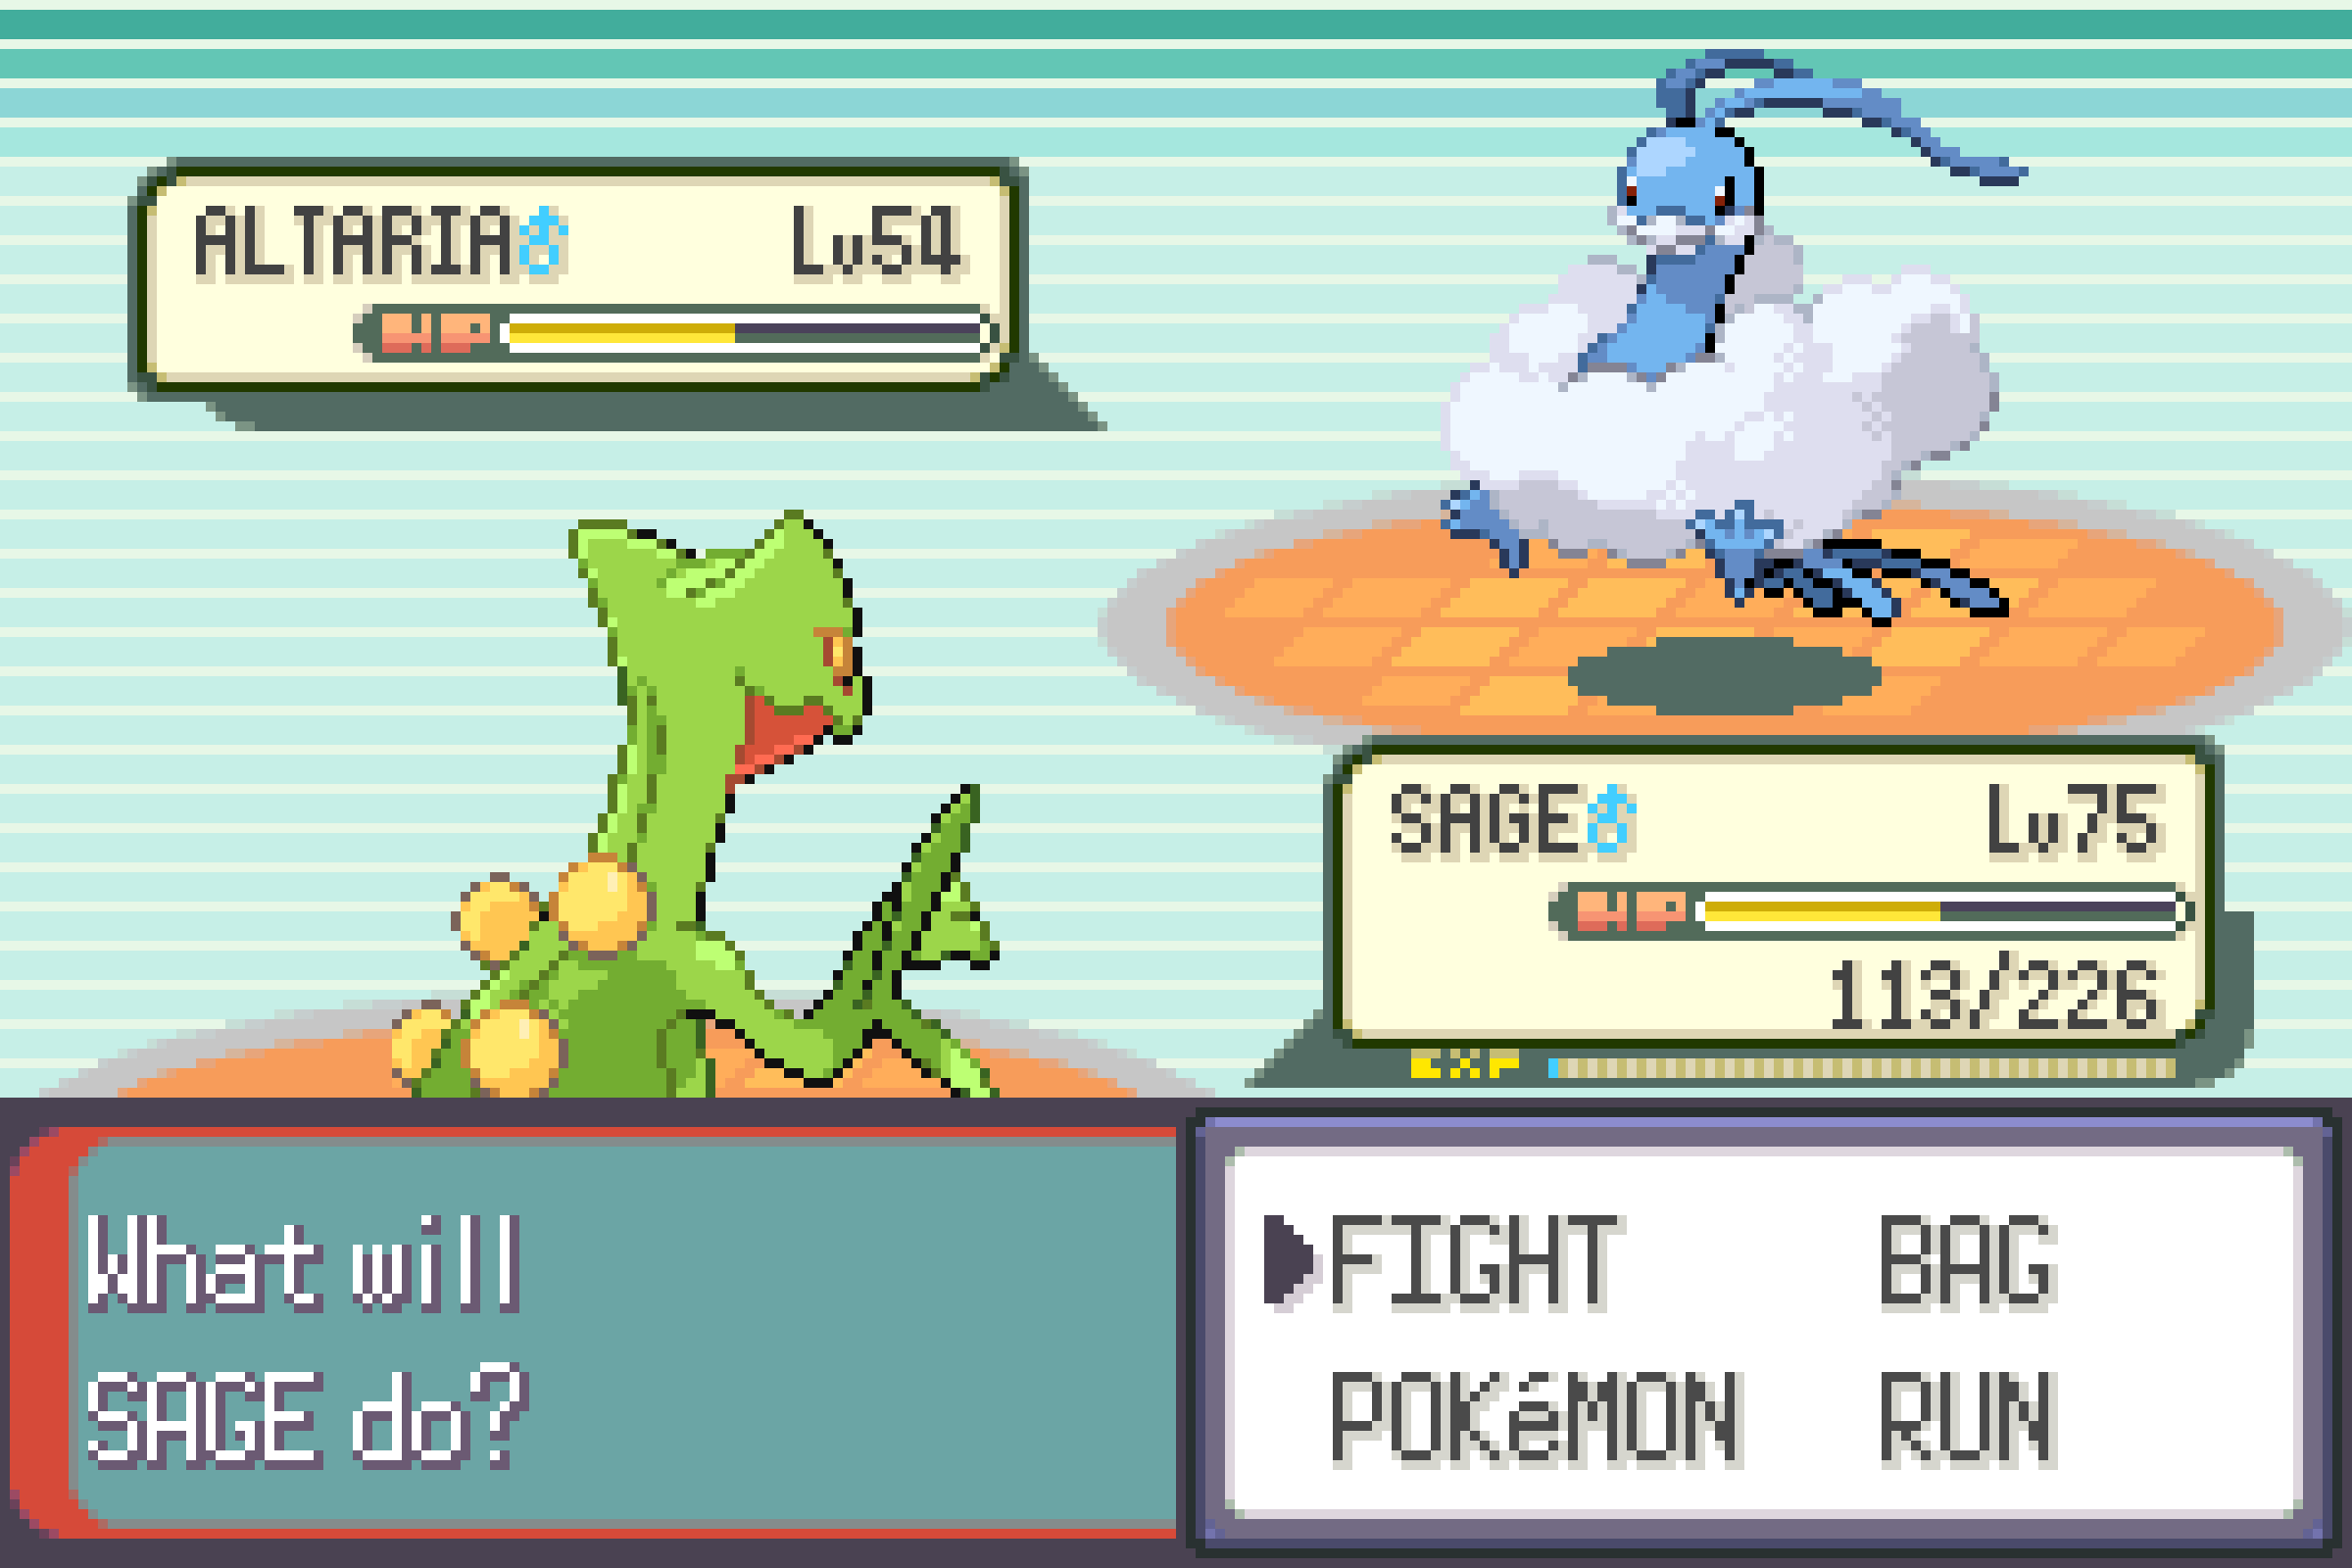 ALTARIA♂ Lv54
HP
SAGE♂ Lv75
HP
113/226
EXP
What will
SAGE do?
FIGHT BAG
POKéMON RUN